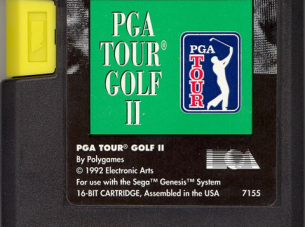 PGA
TOUR®
GOLF
II
PGA
TOUR
PGA TOUR® GOLF II
By Polygames
© 1992 Electronic Arts
For use with the Sega™ Genesis™ System
16-BIT CARTRIDGE, Assembled in the USA 7155